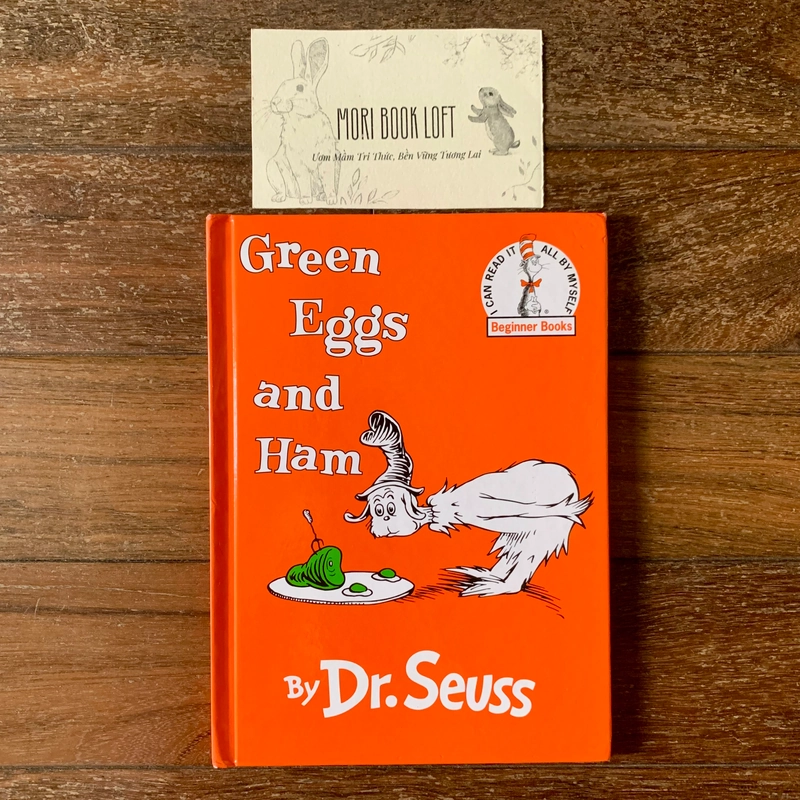 MORI BOOK LOFT
Ươm Mầm Tri Thức, Bền Vững Tương Lai
Green
Eggs
and
Ham
I CAN READ IT ALL BY MYSELF
Beginner Books
By Dr. Seuss